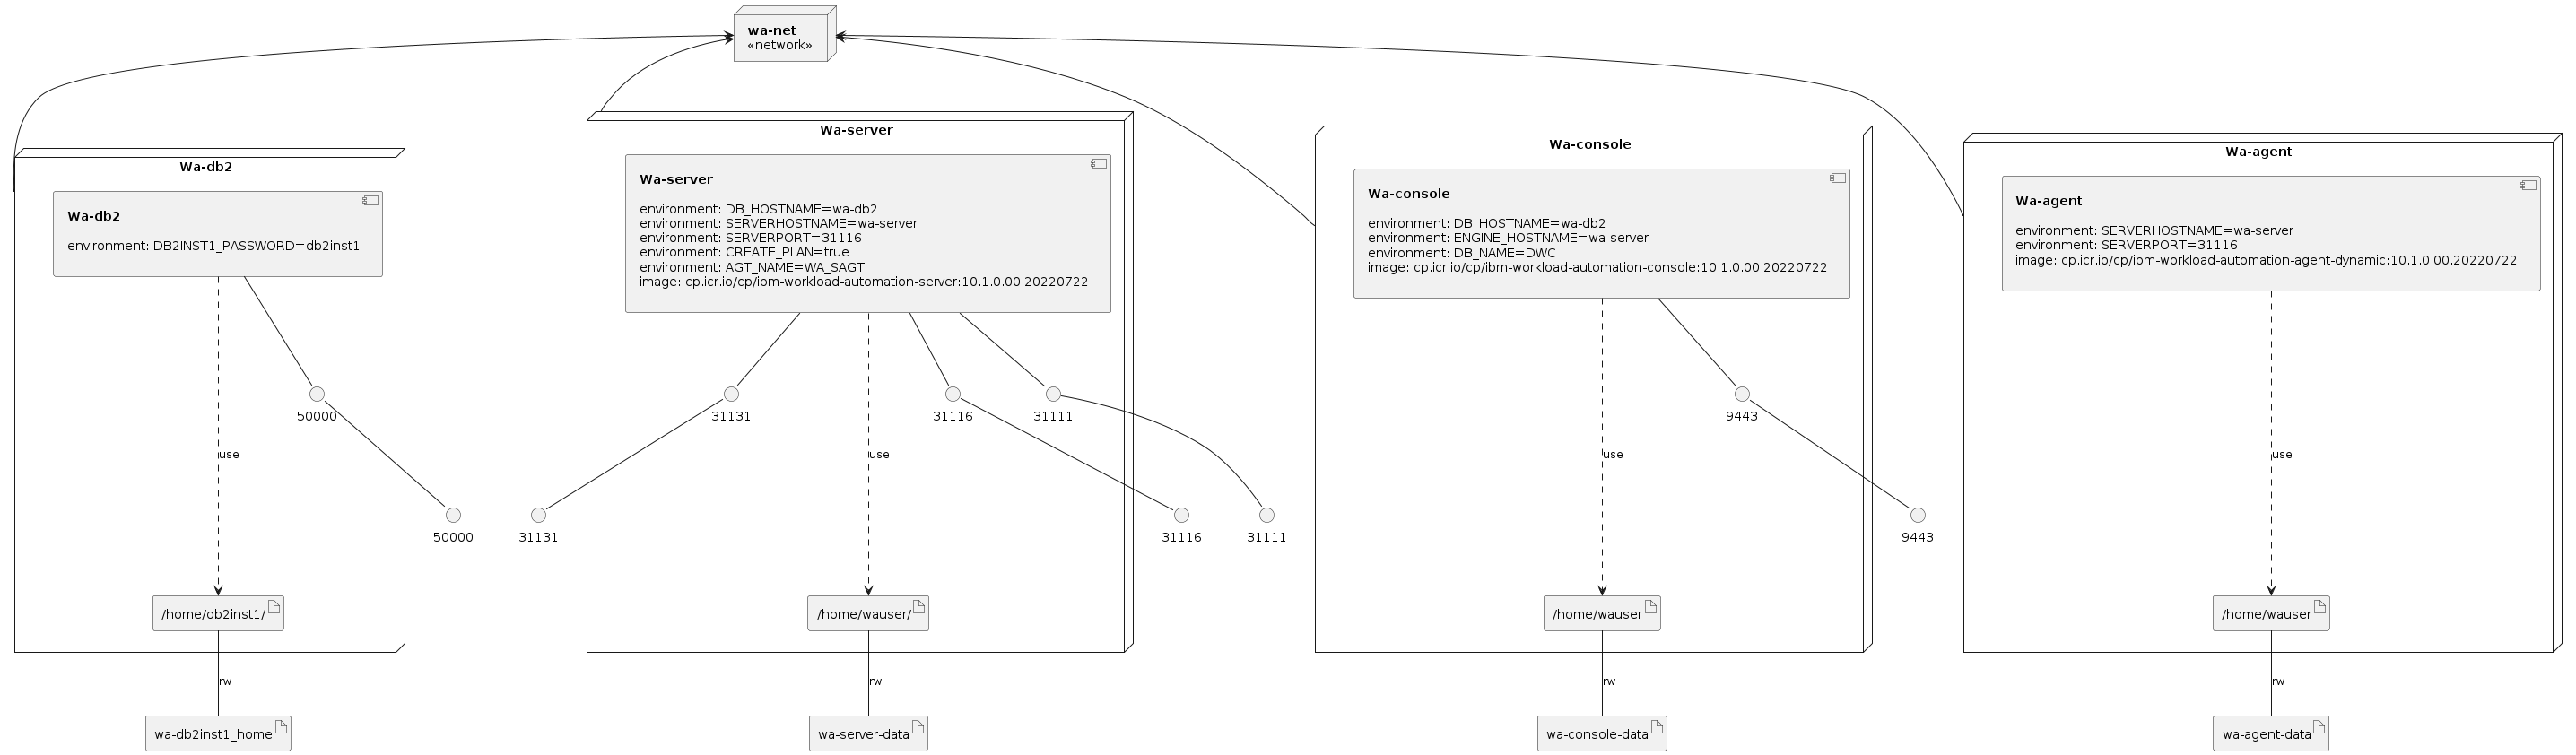 wa-net
«network»
Wa-db2
Wa-db2
environment: DB2INST1_PASSWORD=db2inst1
50000
use
50000
/home/db2inst1/
rw
wa-db2inst1_home
Wa-server
Wa-server
environment: DB_HOSTNAME=wa-db2
environment: SERVERHOSTNAME=wa-server
environment: SERVERPORT=31116
environment: CREATE_PLAN=true
environment: AGT_NAME=WA_SAGT
image: cp.icr.io/cp/ibm-workload-automation-server:10.1.0.00.20220722
31131
31116
31111
use
31131
31116
31111
/home/wauser/
rw
wa-server-data
Wa-console
Wa-console
environment: DB_HOSTNAME=wa-db2
environment: ENGINE_HOSTNAME=wa-server
environment: DB_NAME=DWC
image: cp.icr.io/cp/ibm-workload-automation-console:10.1.0.00.20220722
9443
use
9443
/home/wauser
rw
wa-console-data
Wa-agent
Wa-agent
environment: SERVERHOSTNAME=wa-server
environment: SERVERPORT=31116
image: cp.icr.io/cp/ibm-workload-automation-agent-dynamic:10.1.0.00.20220722
use
/home/wauser
rw
wa-agent-data